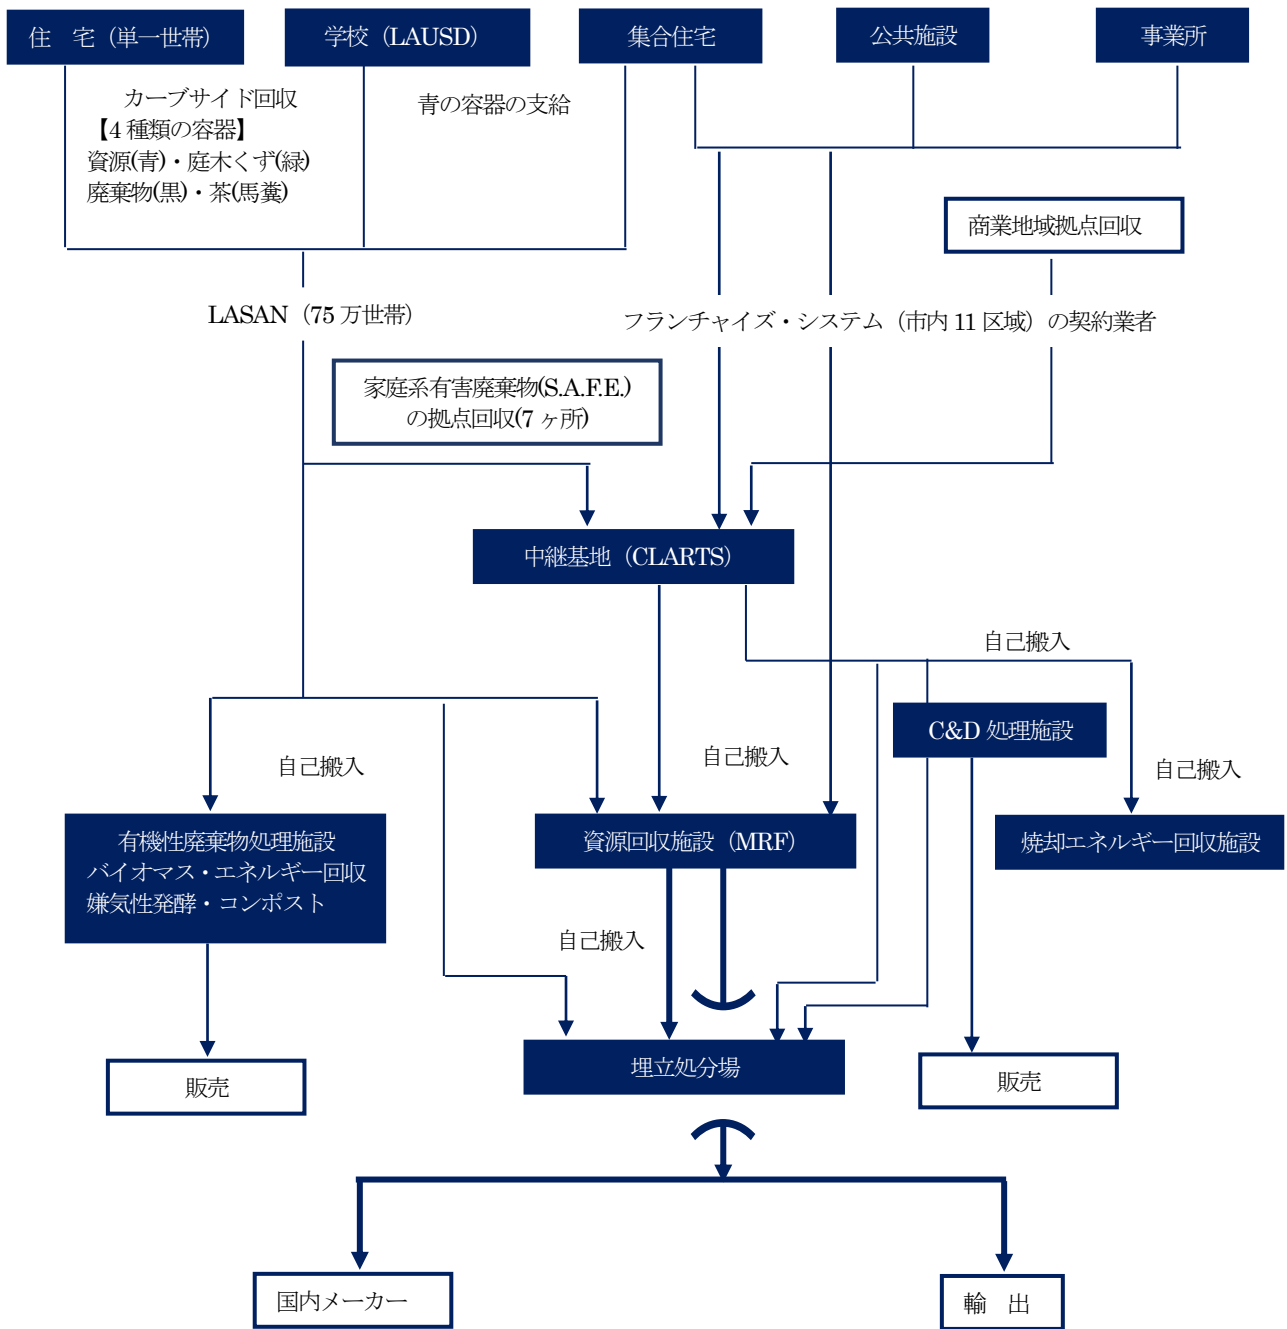 住　宅（単一世帯）
学校（LAUSD）
集合住宅
公共施設
事業所
カーブサイド回収
【4 種類の容器】
資源(青)・庭木くず(緑)
廃棄物(黒)・茶(馬糞)
青の容器の支給
商業地域拠点回収
LASAN（75 万世帯）
フランチャイズ・システム（市内 11 区域）の契約業者
家庭系有害廃棄物(S.A.F.E.)
の拠点回収(7 ヶ所)
中継基地（CLARTS）
自己搬入
C&D 処理施設
自己搬入
自己搬入
自己搬入
有機性廃棄物処理施設
バイオマス・エネルギー回収
嫌気性発酵・コンポスト
資源回収施設（MRF）
焼却エネルギー回収施設
自己搬入
埋立処分場
販売
販売
国内メーカー
輸　出